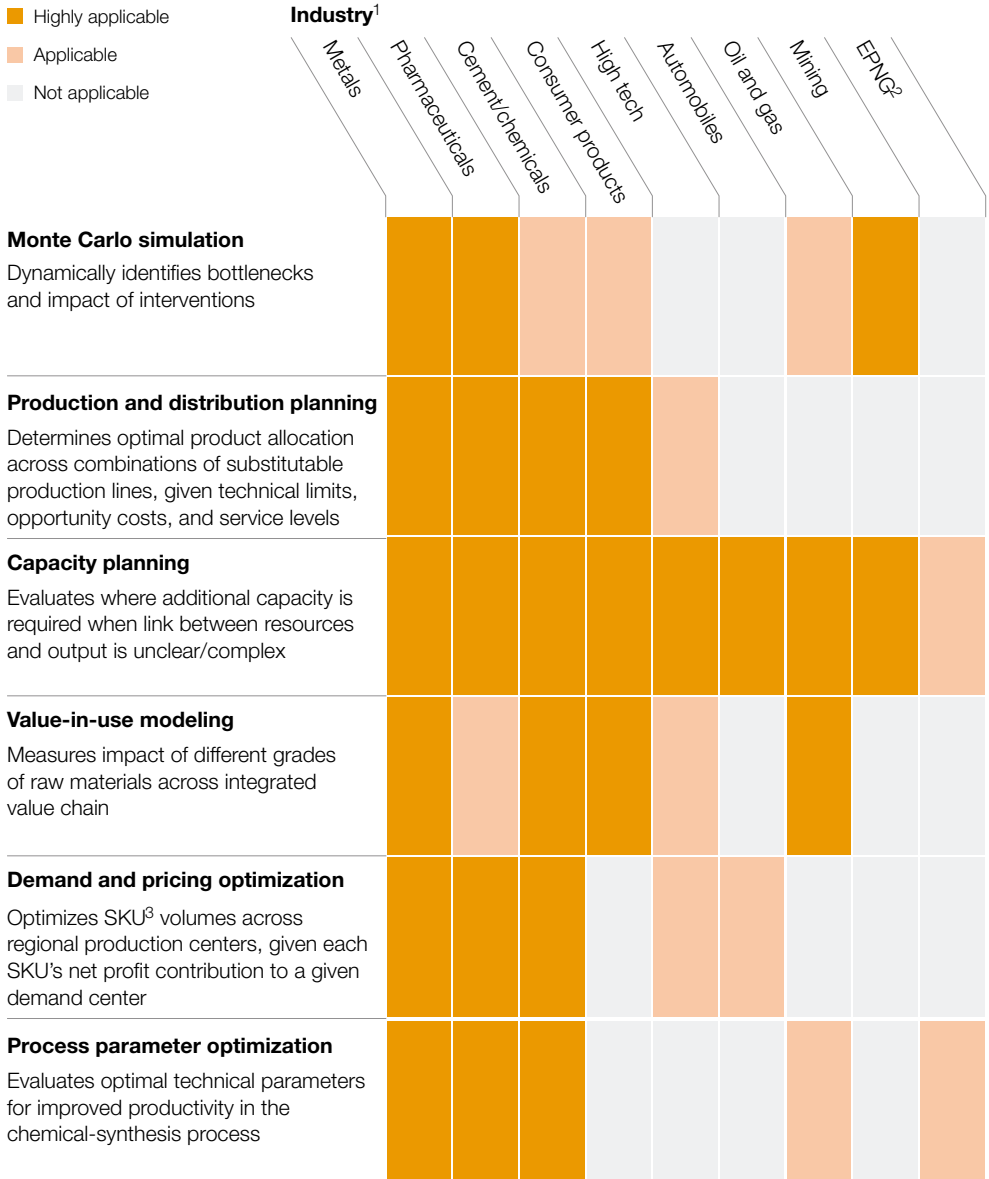 Highly applicable
Applicable
Not applicable
Industry1
Metals
Pharmaceuticals
Cement/chemicals
Consumer products
High tech
Automobiles
Oil and gas
Mining
EPNG2
Monte Carlo simulation
Dynamically identifies bottlenecks
and impact of interventions
Production and distribution planning
Determines optimal product allocation
across combinations of substitutable
production lines, given technical limits,
opportunity costs, and service levels
Capacity planning
Evaluates where additional capacity is
required when link between resources
and output is unclear/complex
Value-in-use modeling
Measures impact of different grades
of raw materials across integrated
value chain
Demand and pricing optimization
Optimizes SKU3 volumes across
regional production centers, given each
SKU’s net profit contribution to a given
demand center
Process parameter optimization
Evaluates optimal technical parameters
for improved productivity in the
chemical-synthesis process